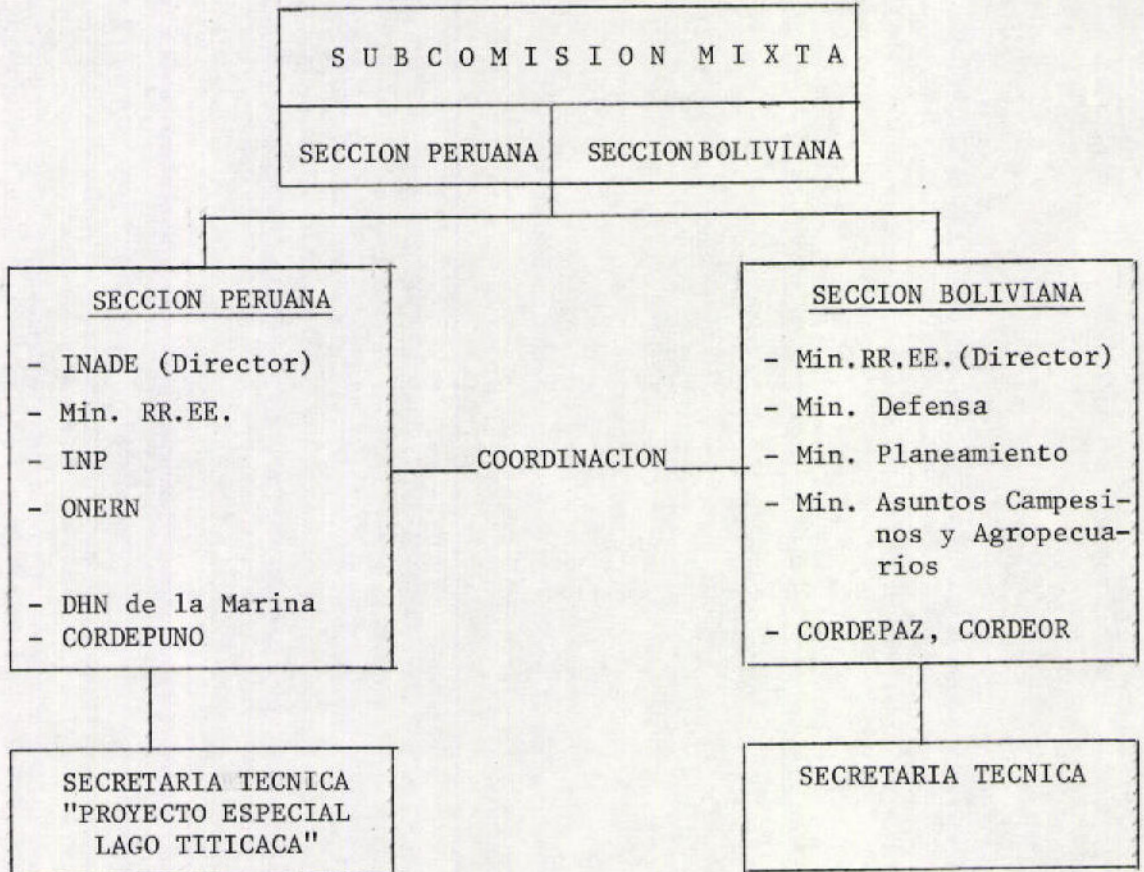 S U B C O M I S I O N   M I X T A
SECCION PERUANA
SECCION BOLIVIANA
SECCION PERUANA
- INADE (Director)
- Min. RR.EE.
- INP
- ONERN
- DHN de la Marina
- CORDEPUNO
COORDINACION
SECCION BOLIVIANA
- Min.RR.EE.(Director)
- Min. Defensa
- Min. Planeamiento
- Min. Asuntos Campesi-
nos y Agropecua-
rios
- CORDEPAZ, CORDEOR
SECRETARIA TECNICA
"PROYECTO ESPECIAL
LAGO TITICACA"
SECRETARIA TECNICA